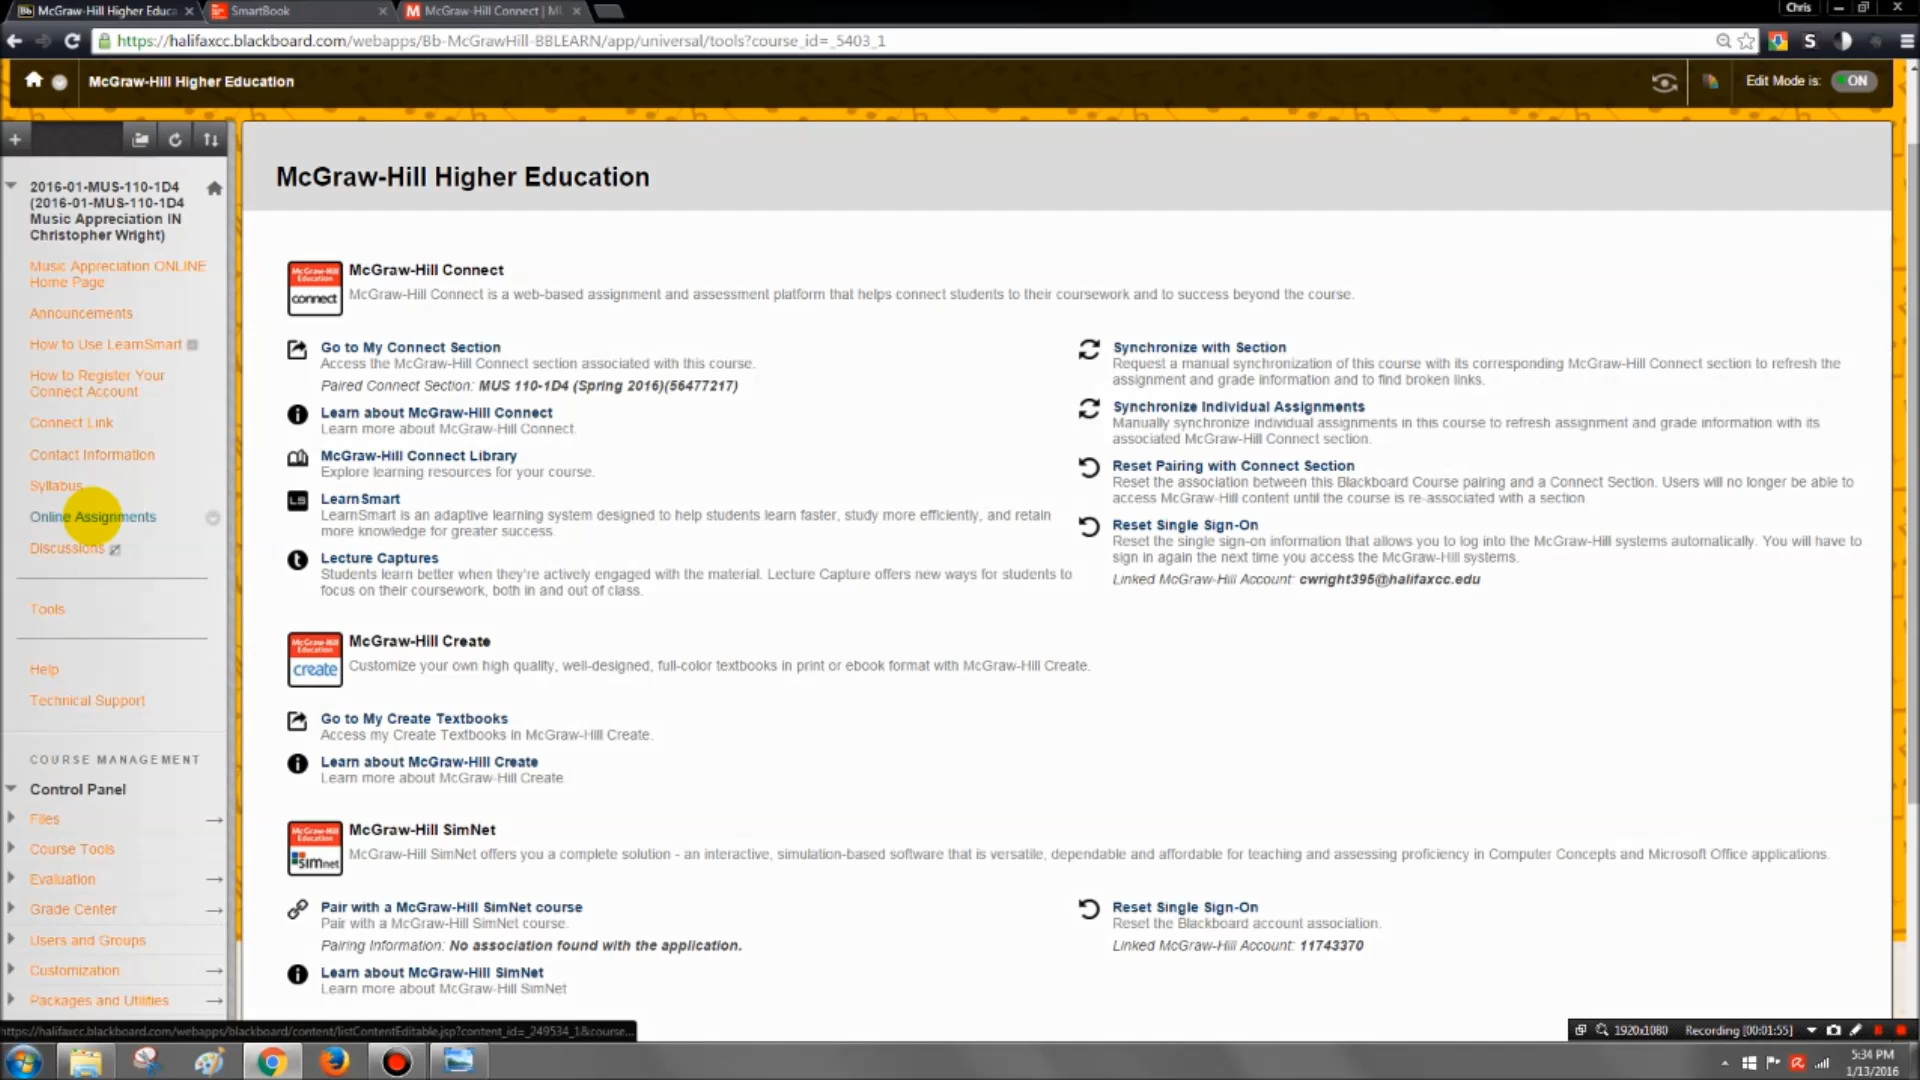 McGraw-Hill Higher Educa
SmartBook
McGraw-Hill Connect | M
Chris
https://halifaxcc.blackboard.com/webapps/Bb-McGrawHill-BBLEARN/app/universal/tools?course_id=_5403_1
McGraw-Hill Higher Education
Edit Mode is:
ON
2016-01-MUS-110-1D4
(2016-01-MUS-110-1D4
Music Appreciation IN
Christopher Wright)
Music Appreciation ONLINE
Home Page
Announcements
How to Use LearnSmart
How to Register Your
Connect Account
Connect Link
Contact Information
Syllabus
Online Assignments
Discussions
Tools
Help
Technical Support
COURSE MANAGEMENT
Control Panel
Files
Course Tools
Evaluation
Grade Center
Users and Groups
Customization
Packages and Utilities
McGraw-Hill Higher Education
McGraw-Hill
Education
connect
McGraw-Hill Connect
McGraw-Hill Connect is a web-based assignment and assessment platform that helps connect students to their coursework and to success beyond the course.
Go to My Connect Section
Access the McGraw-Hill Connect section associated with this course.
Paired Connect Section: MUS 110-1D4 (Spring 2016)(56477217)
Learn about McGraw-Hill Connect
Learn more about McGraw-Hill Connect.
McGraw-Hill Connect Library
Explore learning resources for your course.
LS
LearnSmart
LearnSmart is an adaptive learning system designed to help students learn faster, study more efficiently, and retain
more knowledge for greater success.
Lecture Captures
Students learn better when they're actively engaged with the material. Lecture Capture offers new ways for students to
focus on their coursework, both in and out of class.
Synchronize with Section
Request a manual synchronization of this course with its corresponding McGraw-Hill Connect section to refresh the
assignment and grade information and to find broken links.
Synchronize Individual Assignments
Manually synchronize individual assignments in this course to refresh assignment and grade information with its
associated McGraw-Hill Connect section.
Reset Pairing with Connect Section
Reset the association between this Blackboard Course pairing and a Connect Section. Users will no longer be able to
access McGraw-Hill content until the course is re-associated with a section
Reset Single Sign-On
Reset the single sign-on information that allows you to log into the McGraw-Hill systems automatically. You will have to
sign in again the next time you access the McGraw-Hill systems.
Linked McGraw-Hill Account: cwright395@halifaxcc.edu
McGraw-Hill
Education
create
McGraw-Hill Create
Customize your own high quality, well-designed, full-color textbooks in print or ebook format with McGraw-Hill Create.
Go to My Create Textbooks
Access my Create Textbooks in McGraw-Hill Create.
Learn about McGraw-Hill Create
Learn more about McGraw-Hill Create
McGraw-Hill
Education
simnet
McGraw-Hill SimNet
McGraw-Hill SimNet offers you a complete solution - an interactive, simulation-based software that is versatile, dependable and affordable for teaching and assessing proficiency in Computer Concepts and Microsoft Office applications.
Pair with a McGraw-Hill SimNet course
Pair with a McGraw-Hill SimNet course.
Pairing Information: No association found with the application.
Learn about McGraw-Hill SimNet
Learn more about McGraw-Hill SimNet
Reset Single Sign-On
Reset the Blackboard account association.
Linked McGraw-Hill Account: 11743370
https://halifaxcc.blackboard.com/webapps/blackboard/content/listContentEditable.jsp?content_id=_249534_1&course...
1920x1080
Recording [00:01:55]
5:34 PM
1/13/2016